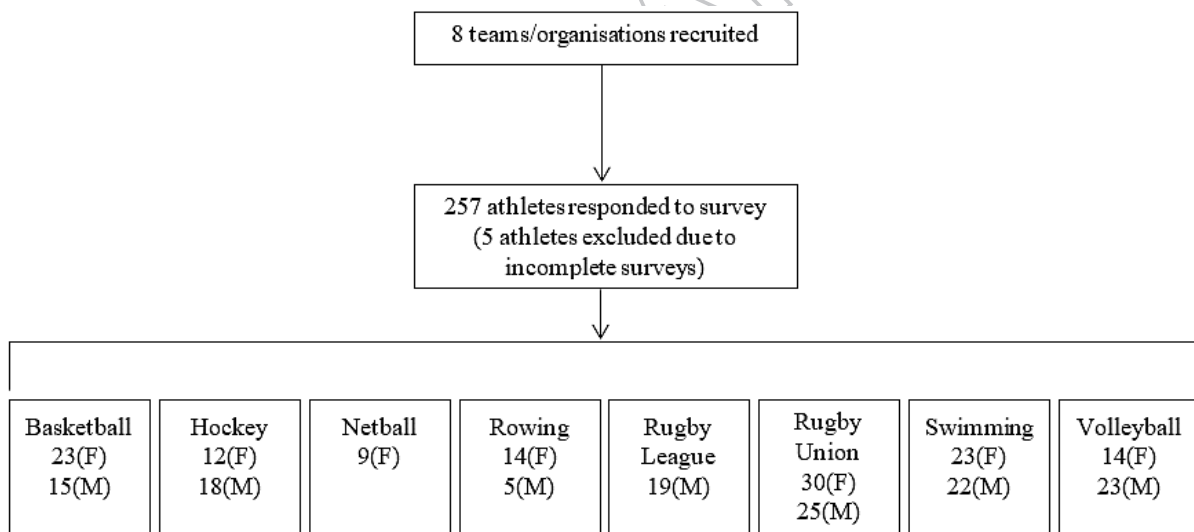 8 teams/organisations recruited
257 athletes responded to survey
(5 athletes excluded due to
incomplete surveys)
Basketball
23(F)
15(M)
Hockey
12(F)
18(M)
Netball
9(F)
Rowing
14(F)
5(M)
Rugby
League
19(M)
Rugby
Union
30(F)
25(M)
Swimming
23(F)
22(M)
Volleyball
14(F)
23(M)